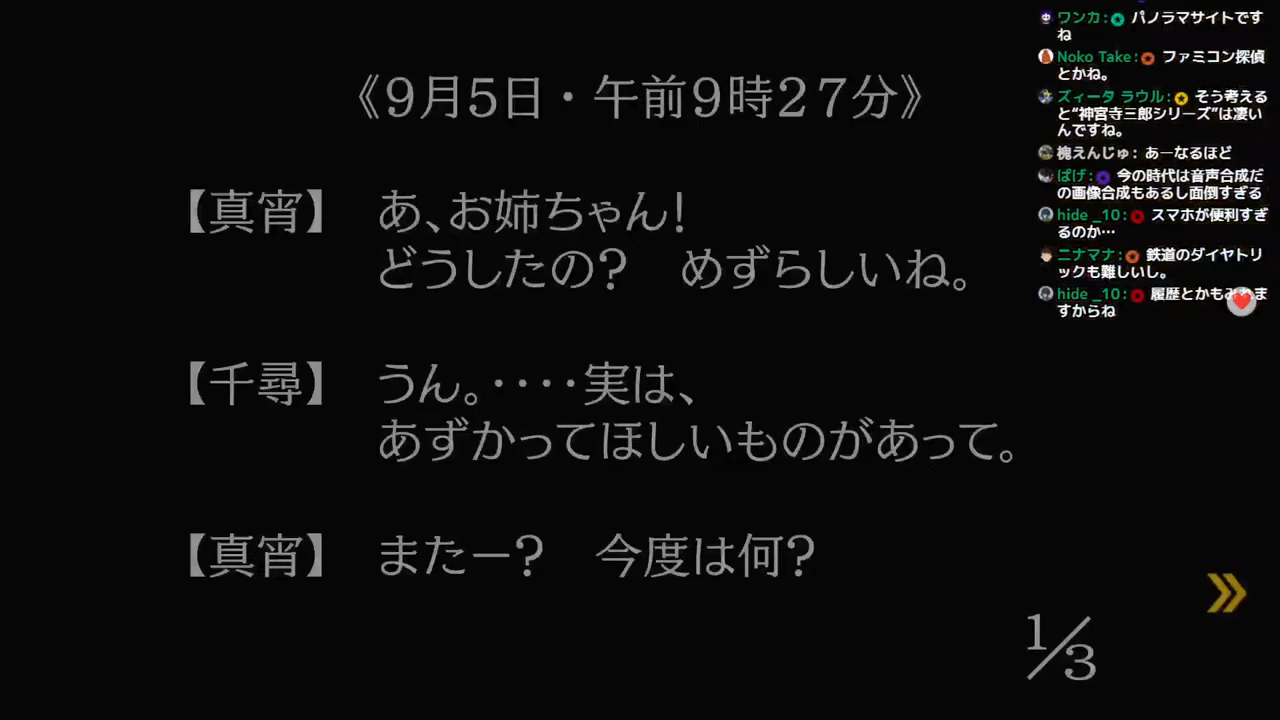 《9月5日・午前9時27分》
【真宵】 あ、お姉ちゃん！
どうしたの？ めずらしいね。
【千尋】 うん。・・・・実は、
あずかってほしいものがあって。
【真宵】 またー？ 今度は何？
1/3
ワンカ: パノラマサイトです
ね
Noko Take: ファミコン探偵
とかね。
ズィータ ラウル: そう考える
と“神宮寺三郎シリーズ”は凄い
んですね。
槐えんじゅ: あーなるほど
ぱげ: 今の時代は音声合成だ
の画像合成もあるし面倒すぎる
hide _10: スマホが便利すぎ
るのか…
ニナマナ: 鉄道のダイヤトリ
ックも難しいし。
hide _10: 履歴とかもみれま
すからね